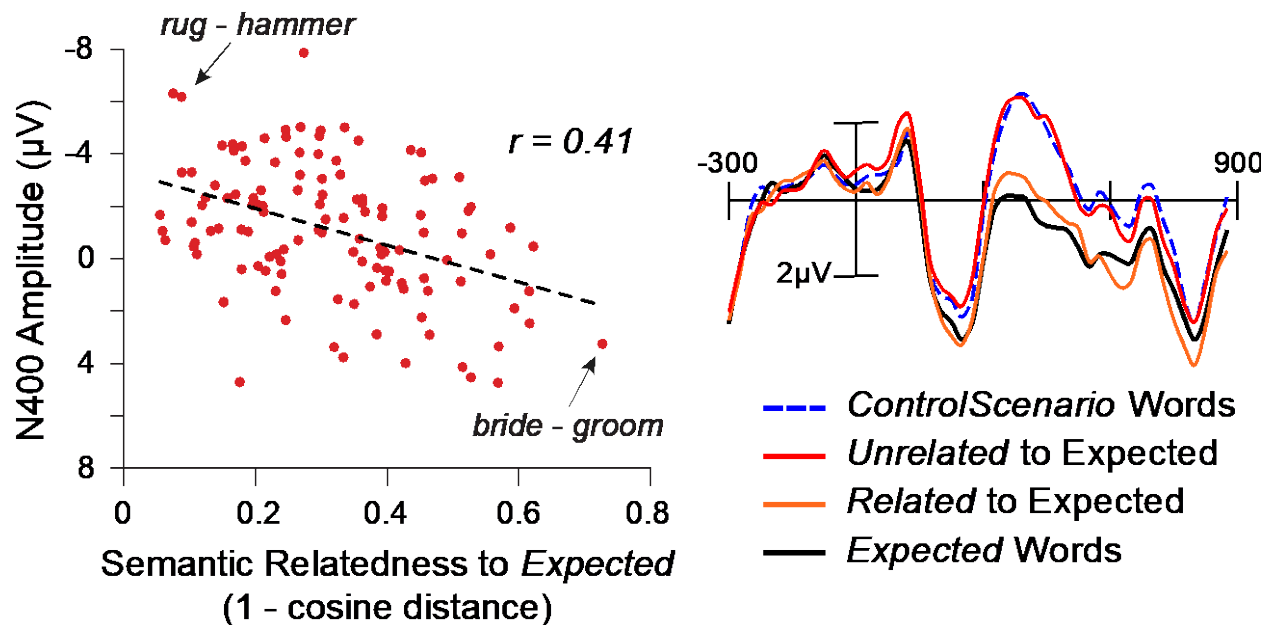 rug - hammer
-8
-4
0
4
8
N400 Amplitude (µV)
r = 0.41
bride - groom
0
0.2
0.4
0.6
0.8
Semantic Relatedness to Expected
(1 - cosine distance)
-300
900
2µV
ControlScenario Words
Unrelated to Expected
Related to Expected
Expected Words